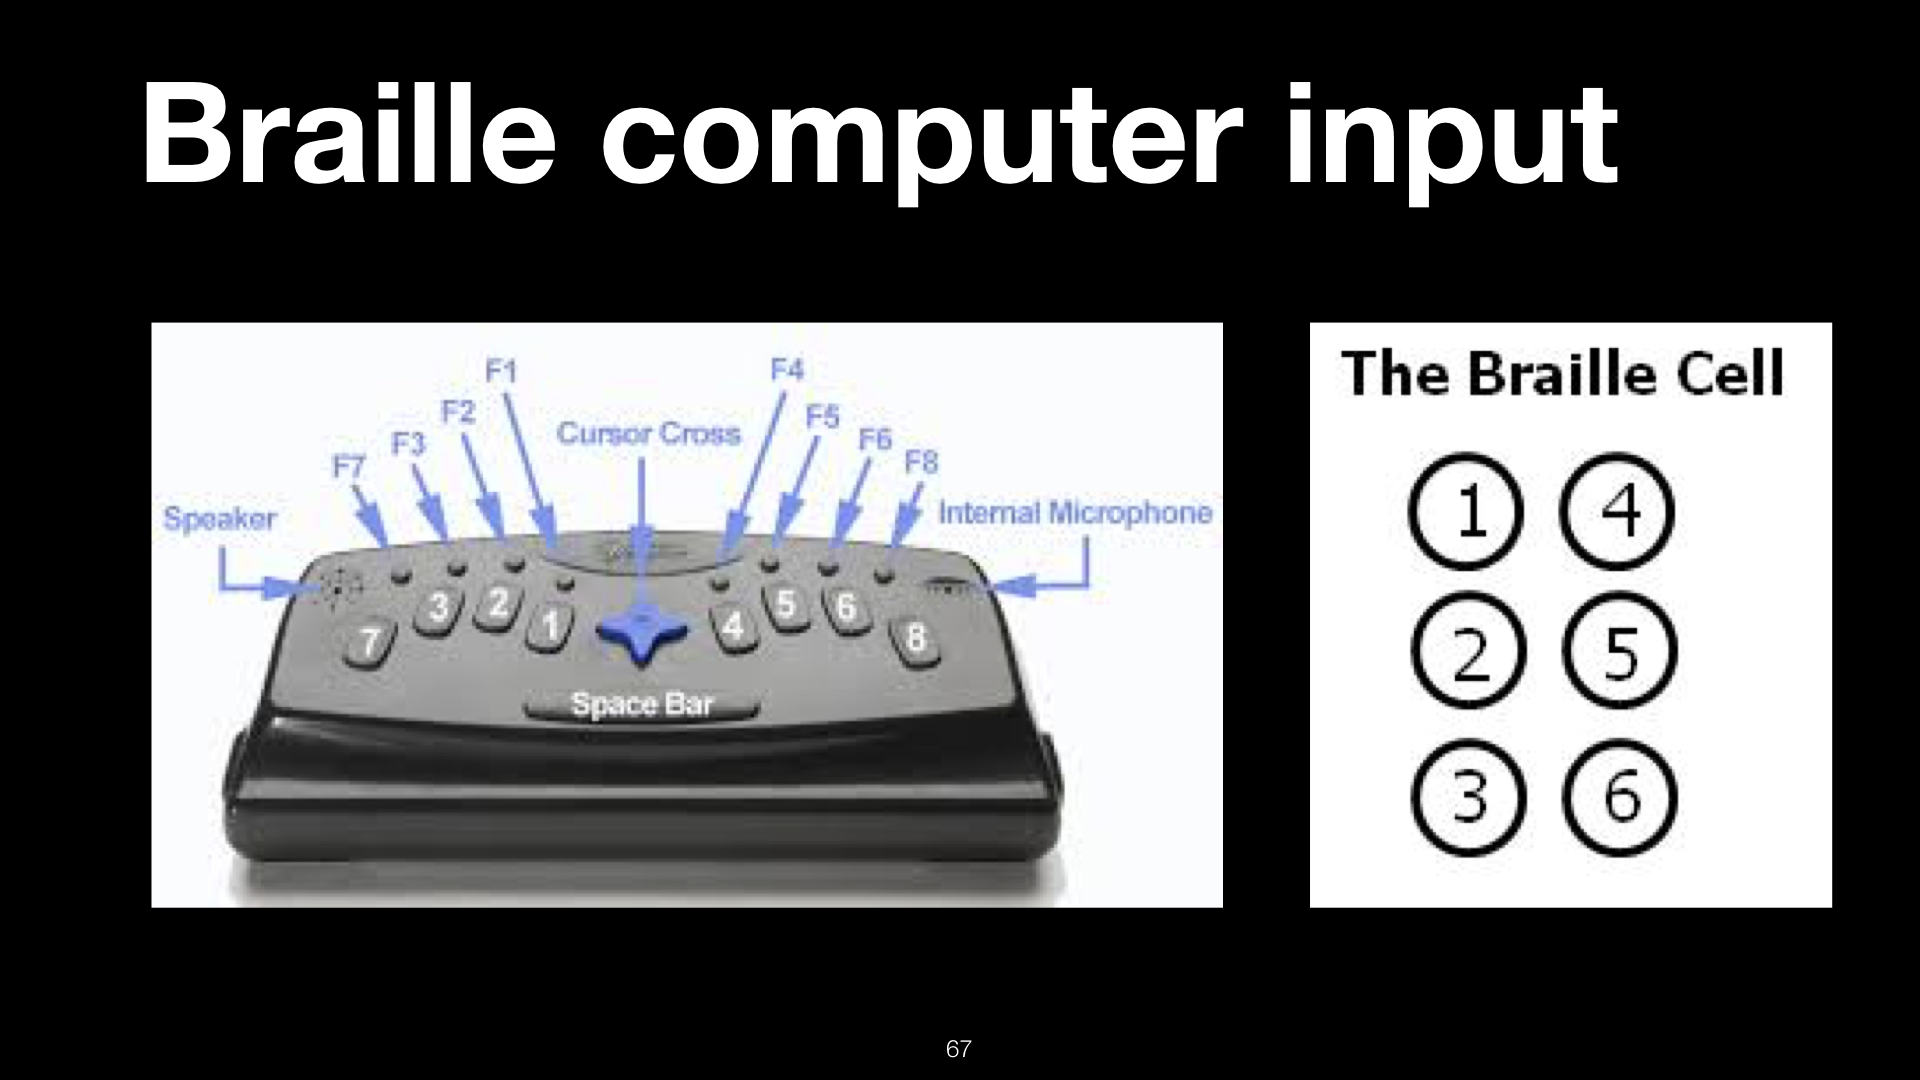 Braille computer input
F1
F4
F2
F5
Cursor Cross
F3
F6
F7
F8
Speaker
Internal Microphone
7 3 2 1 4 5 6 8
Space Bar
The Braille Cell
1 4
2 5
3 6
67